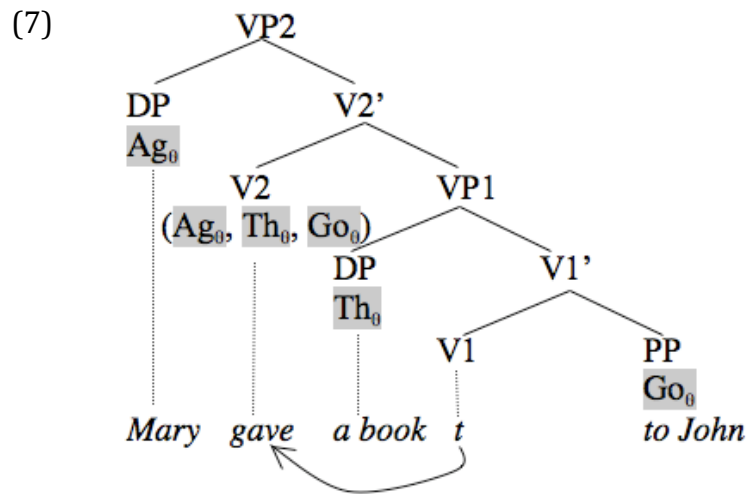 (7)
VP2
DP V2’
Ag₀
V2 VP1
(Ag₀, Th₀, Go₀)
DP V1’
Th₀
V1 PP
Go₀
Mary gave a book t to John